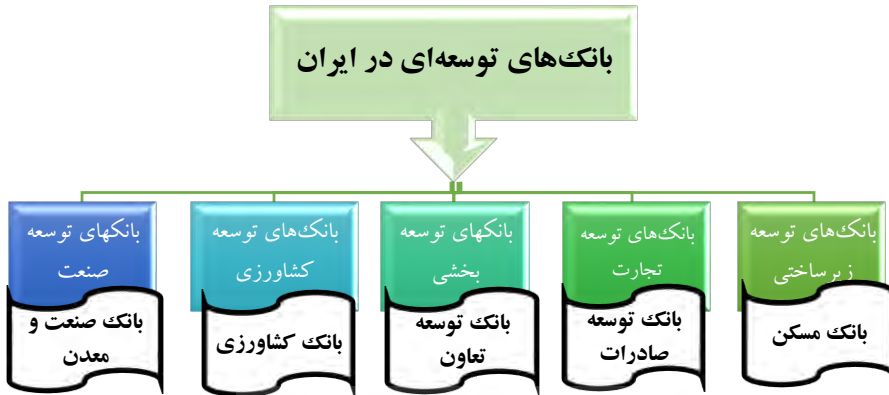 بانک‌های توسعه‌ای در ایران
بانک‌های توسعه
زیرساختی
بانک مسکن
بانک‌های توسعه
تجارت
بانک توسعه
صادرات
بانکهای توسعه
بخشی
بانک توسعه
تعاون
بانک‌های توسعه
کشاورزی
بانک کشاورزی
بانکهای توسعه
صنعت
بانک صنعت و
معدن